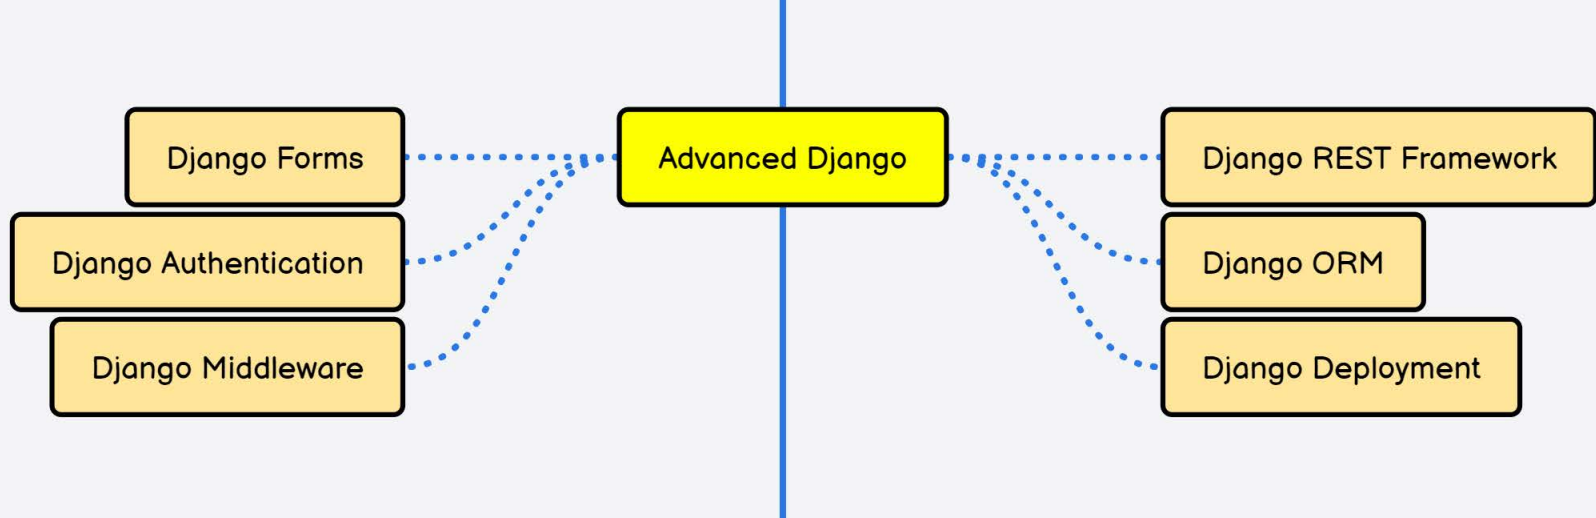 Django Forms
Advanced Django
Django REST Framework
Django Authentication
Django ORM
Django Middleware
Django Deployment